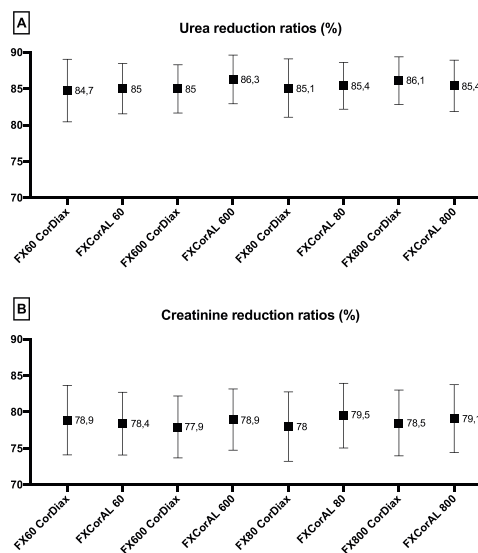 A
Urea reduction ratios (%)
90
85
80
75
70
84,7
85
85
86,3
85,1
85,4
86,1
85,4
FX60 CorDiax
FXCorAL 60
FX600 CorDiax
FXCorAL 600
FX80 CorDiax
FXCorAL 80
FX800 CorDiax
FXCorAL 800
B
Creatinine reduction ratios (%)
90
85
80
75
70
78,9
78,4
77,9
78,9
78
79,5
78,5
79,1
FX60 CorDiax
FXCorAL 60
FX600 CorDiax
FXCorAL 600
FX80 CorDiax
FXCorAL 80
FX800 CorDiax
FXCorAL 800